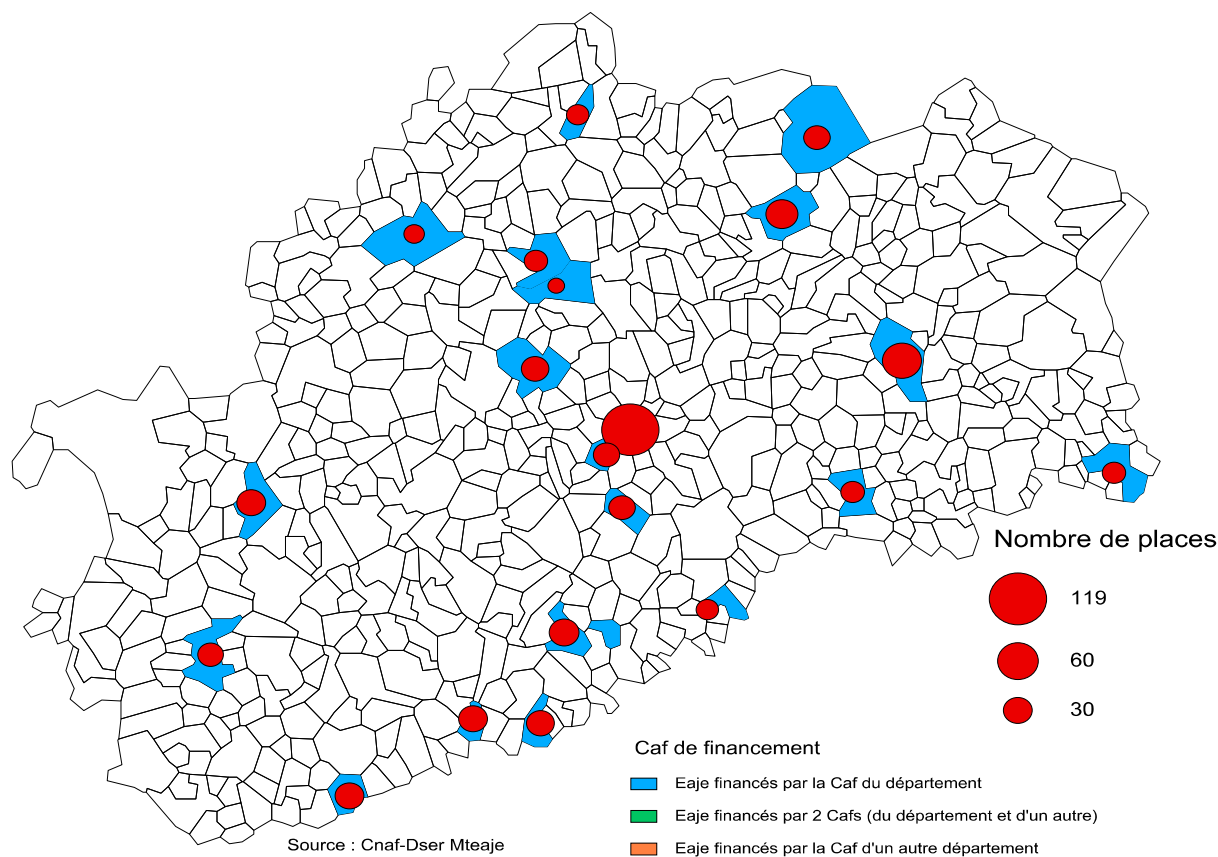 Nombre de places
119
60
30
Caf de financement
Eaje financés par la Caf du département
Eaje financés par 2 Cafs (du département et d'un autre)
Eaje financés par la Caf d'un autre département
Source : Cnaf-Dser Mteaje